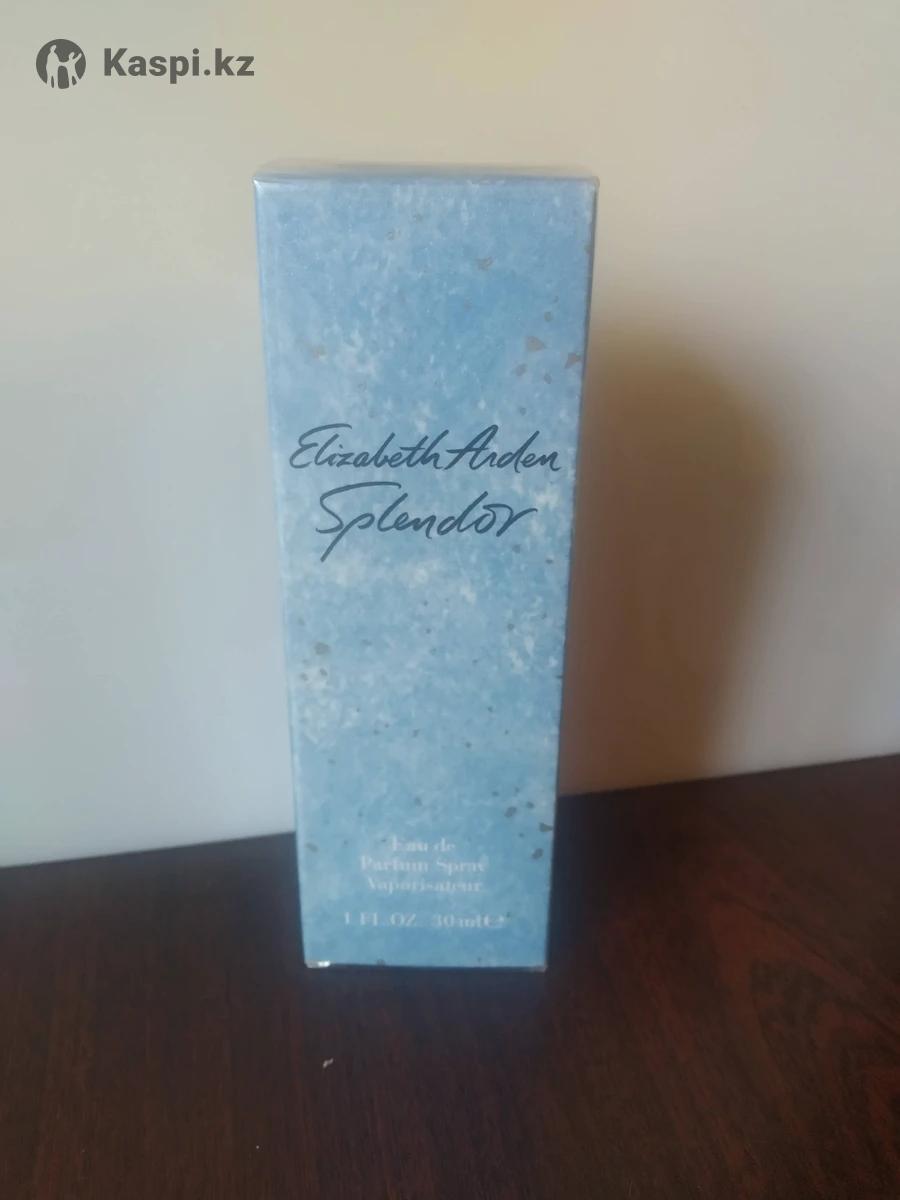 Kaspi.kz
Elizabeth Arden
Splendor
Eau de
Parfum Spray
Vaporisateur
1 FL.OZ. 30 ml e